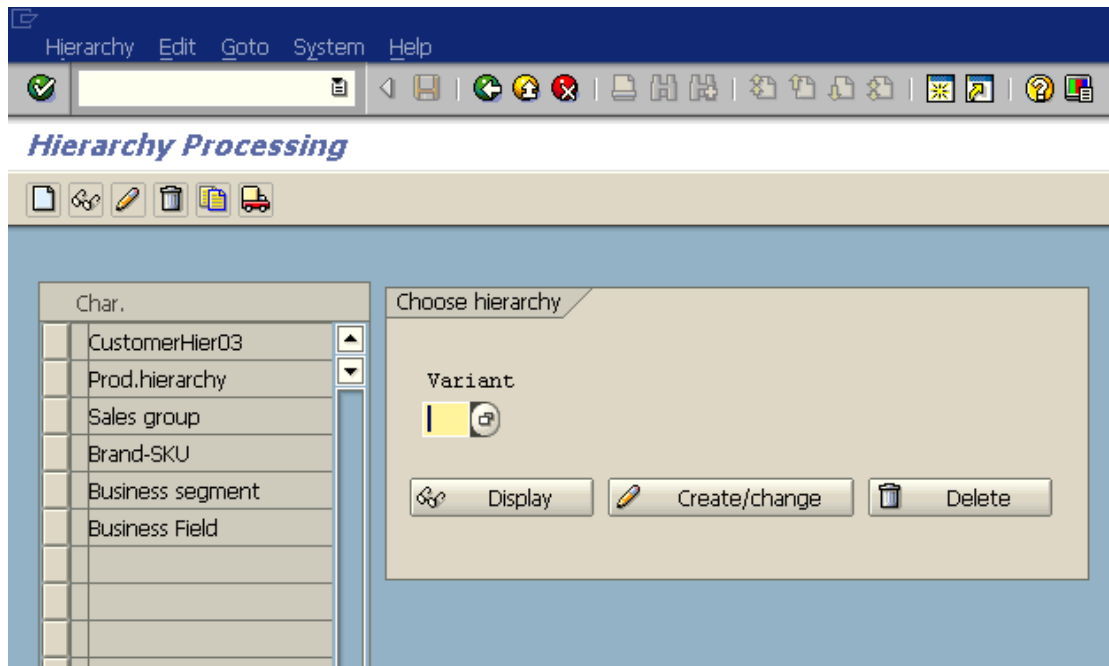 Hierarchy Edit Goto System Help
Hierarchy Processing
Char.
CustomerHier03
Prod.hierarchy
Sales group
Brand-SKU
Business segment
Business Field
Choose hierarchy
Variant
Display Create/change Delete